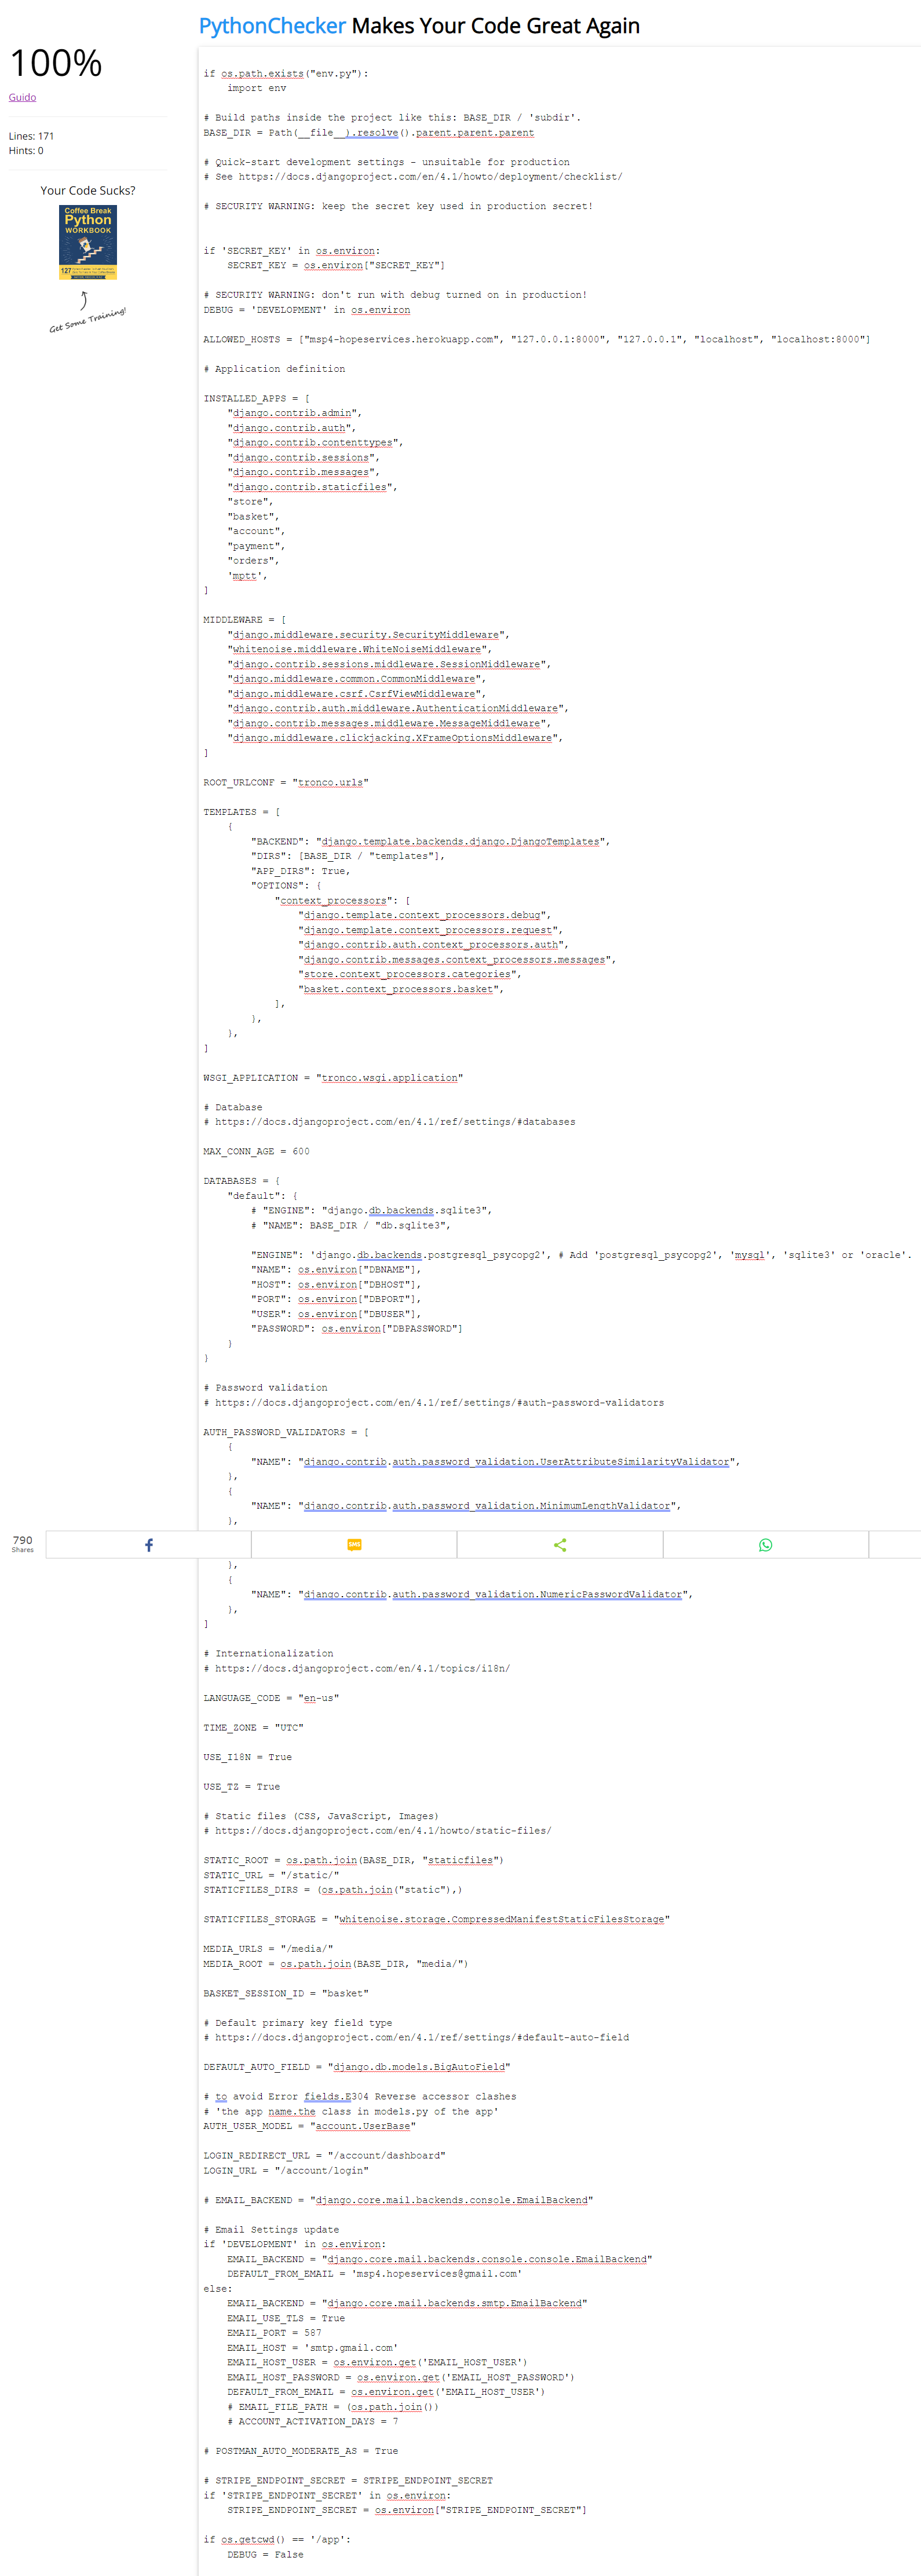 PythonChecker Makes Your Code Great Again
100%
Guido
Lines: 171
Hints: 0
Your Code Sucks?
Coffee Break
Python
WORKBOOK
127
Get Some Training!
if os.path.exists("env.py"):
    import env
# Build paths inside the project like this: BASE_DIR / 'subdir'.
BASE_DIR = Path(__file__).resolve().parent.parent.parent
# Quick-start development settings - unsuitable for production
# See https://docs.djangoproject.com/en/4.1/howto/deployment/checklist/
# SECURITY WARNING: keep the secret key used in production secret!
if 'SECRET_KEY' in os.environ:
    SECRET_KEY = os.environ["SECRET_KEY"]
# SECURITY WARNING: don't run with debug turned on in production!
DEBUG = 'DEVELOPMENT' in os.environ
ALLOWED_HOSTS = ["msp4-hopeservices.herokuapp.com", "127.0.0.1:8000", "127.0.0.1", "localhost", "localhost:8000"]
# Application definition
INSTALLED_APPS = [
    "django.contrib.admin",
    "django.contrib.auth",
    "django.contrib.contenttypes",
    "django.contrib.sessions",
    "django.contrib.messages",
    "django.contrib.staticfiles",
    "store",
    "basket",
    "account",
    "payment",
    "orders",
    'mptt',
]
MIDDLEWARE = [
    "django.middleware.security.SecurityMiddleware",
    "whitenoise.middleware.WhiteNoiseMiddleware",
    "django.contrib.sessions.middleware.SessionMiddleware",
    "django.middleware.common.CommonMiddleware",
    "django.middleware.csrf.CsrfViewMiddleware",
    "django.contrib.auth.middleware.AuthenticationMiddleware",
    "django.contrib.messages.middleware.MessageMiddleware",
    "django.middleware.clickjacking.XFrameOptionsMiddleware",
]
ROOT_URLCONF = "tronco.urls"
TEMPLATES = [
    {
        "BACKEND": "django.template.backends.django.DjangoTemplates",
        "DIRS": [BASE_DIR / "templates"],
        "APP_DIRS": True,
        "OPTIONS": {
            "context_processors": [
                "django.template.context_processors.debug",
                "django.template.context_processors.request",
                "django.contrib.auth.context_processors.auth",
                "django.contrib.messages.context_processors.messages",
                "store.context_processors.categories",
                "basket.context_processors.basket",
            ],
        },
    },
]
WSGI_APPLICATION = "tronco.wsgi.application"
# Database
# https://docs.djangoproject.com/en/4.1/ref/settings/#databases
MAX_CONN_AGE = 600
DATABASES = {
    "default": {
        # "ENGINE": "django.db.backends.sqlite3",
        # "NAME": BASE_DIR / "db.sqlite3",
        "ENGINE": 'django.db.backends.postgresql_psycopg2', # Add 'postgresql_psycopg2', 'mysql', 'sqlite3' or 'oracle'.
        "NAME": os.environ["DBNAME"],
        "HOST": os.environ["DBHOST"],
        "PORT": os.environ["DBPORT"],
        "USER": os.environ["DBUSER"],
        "PASSWORD": os.environ["DBPASSWORD"]
    }
}
# Password validation
# https://docs.djangoproject.com/en/4.1/ref/settings/#auth-password-validators
AUTH_PASSWORD_VALIDATORS = [
    {
        "NAME": "django.contrib.auth.password_validation.UserAttributeSimilarityValidator",
    },
    {
        "NAME": "django.contrib.auth.password_validation.MinimumLengthValidator",
    },
790
Shares
SMS
    },
    {
        "NAME": "django.contrib.auth.password_validation.NumericPasswordValidator",
    },
]
# Internationalization
# https://docs.djangoproject.com/en/4.1/topics/i18n/
LANGUAGE_CODE = "en-us"
TIME_ZONE = "UTC"
USE_I18N = True
USE_TZ = True
# Static files (CSS, JavaScript, Images)
# https://docs.djangoproject.com/en/4.1/howto/static-files/
STATIC_ROOT = os.path.join(BASE_DIR, "staticfiles")
STATIC_URL = "/static/"
STATICFILES_DIRS = (os.path.join("static"),)
STATICFILES_STORAGE = "whitenoise.storage.CompressedManifestStaticFilesStorage"
MEDIA_URLS = "/media/"
MEDIA_ROOT = os.path.join(BASE_DIR, "media/")
BASKET_SESSION_ID = "basket"
# Default primary key field type
# https://docs.djangoproject.com/en/4.1/ref/settings/#default-auto-field
DEFAULT_AUTO_FIELD = "django.db.models.BigAutoField"
# to avoid Error fields.E304 Reverse accessor clashes
# 'the app name.the class in models.py of the app'
AUTH_USER_MODEL = "account.UserBase"
LOGIN_REDIRECT_URL = "/account/dashboard"
LOGIN_URL = "/account/login"
# EMAIL_BACKEND = "django.core.mail.backends.console.EmailBackend"
# Email Settings update
if 'DEVELOPMENT' in os.environ:
    EMAIL_BACKEND = "django.core.mail.backends.console.console.EmailBackend"
    DEFAULT_FROM_EMAIL = 'msp4.hopeservices@gmail.com'
else:
    EMAIL_BACKEND = "django.core.mail.backends.smtp.EmailBackend"
    EMAIL_USE_TLS = True
    EMAIL_PORT = 587
    EMAIL_HOST = 'smtp.gmail.com'
    EMAIL_HOST_USER = os.environ.get('EMAIL_HOST_USER')
    EMAIL_HOST_PASSWORD = os.environ.get('EMAIL_HOST_PASSWORD')
    DEFAULT_FROM_EMAIL = os.environ.get('EMAIL_HOST_USER')
    # EMAIL_FILE_PATH = (os.path.join())
    # ACCOUNT_ACTIVATION_DAYS = 7
# POSTMAN_AUTO_MODERATE_AS = True
# STRIPE_ENDPOINT_SECRET = STRIPE_ENDPOINT_SECRET
if 'STRIPE_ENDPOINT_SECRET' in os.environ:
    STRIPE_ENDPOINT_SECRET = os.environ["STRIPE_ENDPOINT_SECRET"]
if os.getcwd() == '/app':
    DEBUG = False